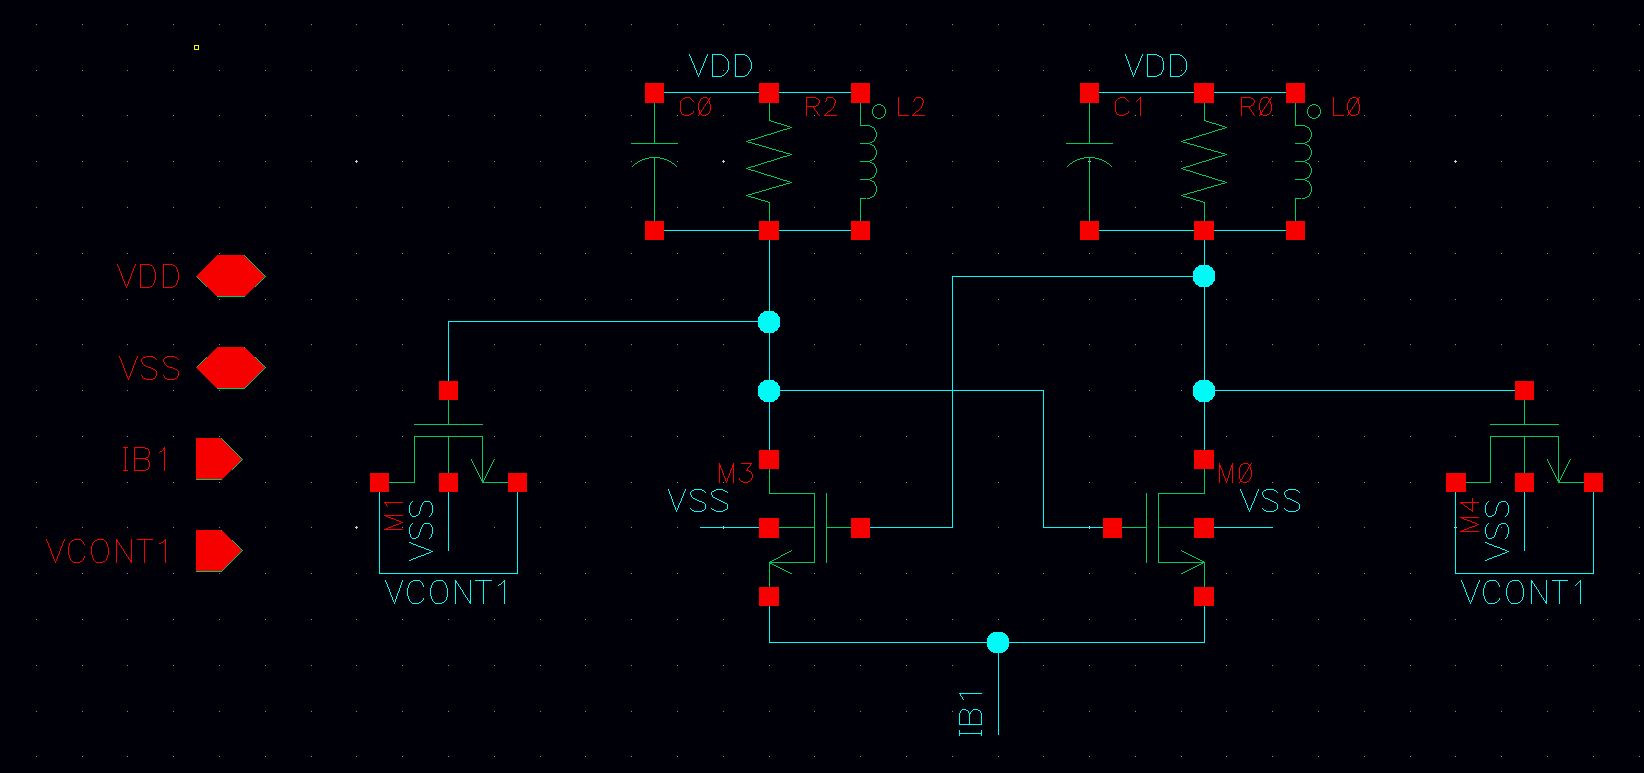 VDD
VDD
C0
R2
L2
C1
R0
L0
VDD
VSS
IB1
VCONT1
M1
VSS
VCONT1
M3
VSS
M0
VSS
M4
VSS
VCONT1
IB1